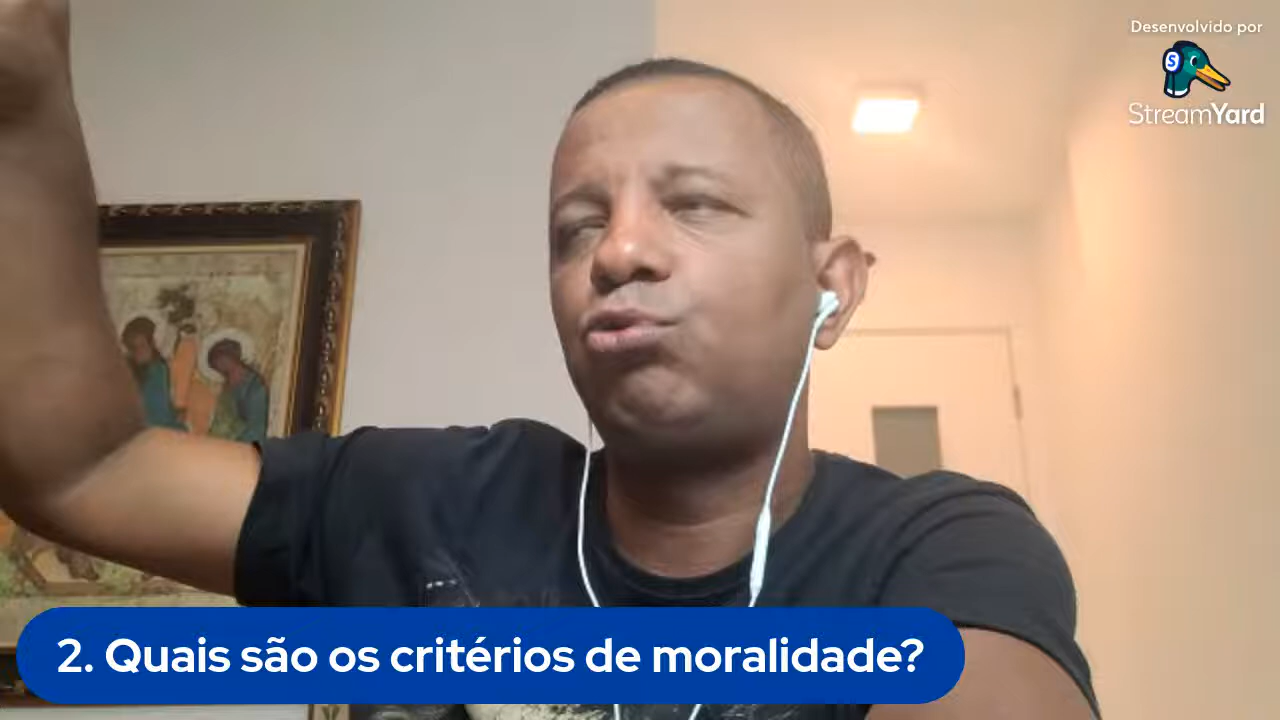 Desenvolvido por
S
StreamYard
2. Quais são os critérios de moralidade?